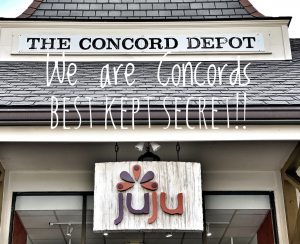 THE CONCORD DEPOT
We are Concords
BEST KEPT SECRET!!
juju